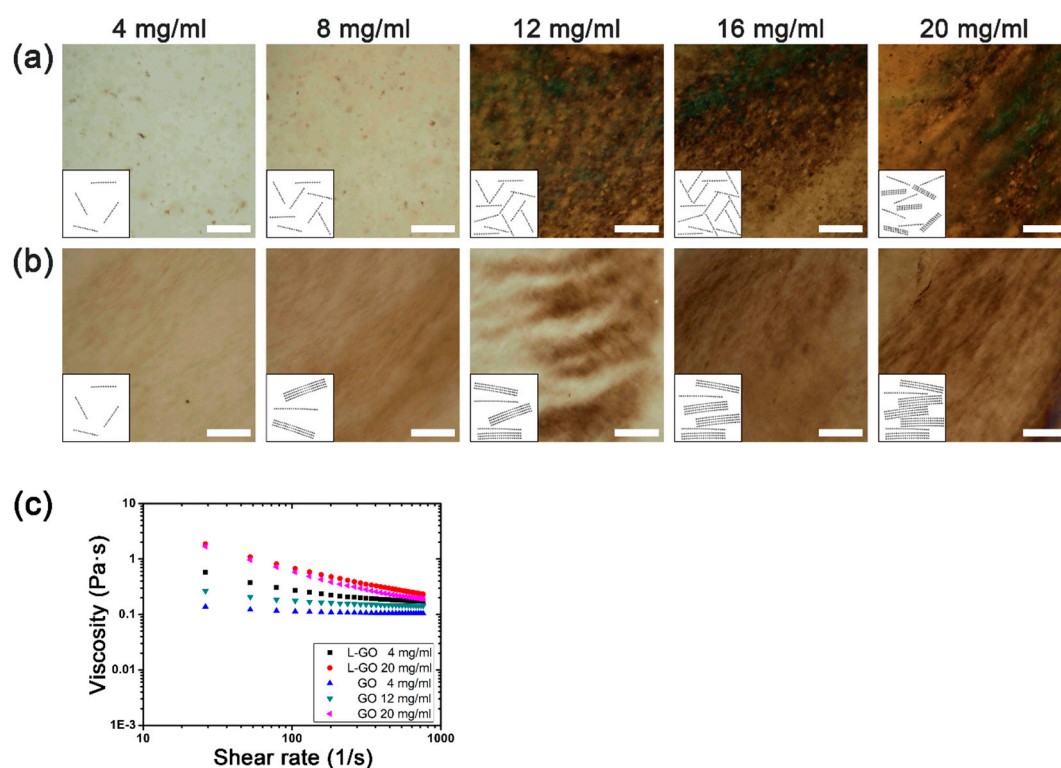 4 mg/ml 8 mg/ml 12 mg/ml 16 mg/ml 20 mg/ml
(a)
(b)
(c)
Viscosity (Pa·s)
10
1
0.1
0.01
1E-3
L-GO 4 mg/ml
L-GO 20 mg/ml
GO 4 mg/ml
GO 12 mg/ml
GO 20 mg/ml
10 100 1000
Shear rate (1/s)